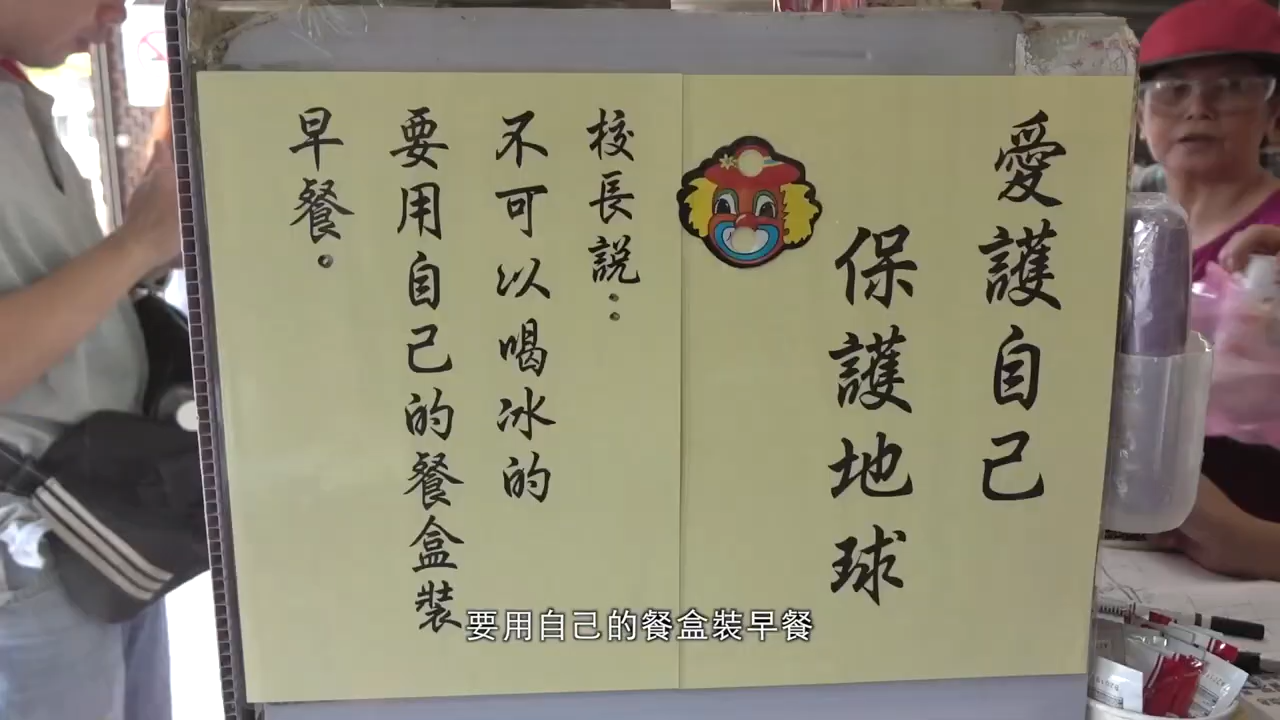 愛護自己
保護地球
校長説：
不可以喝冰的
要用自己的餐盒裝
早餐。
要用自己的餐盒裝早餐